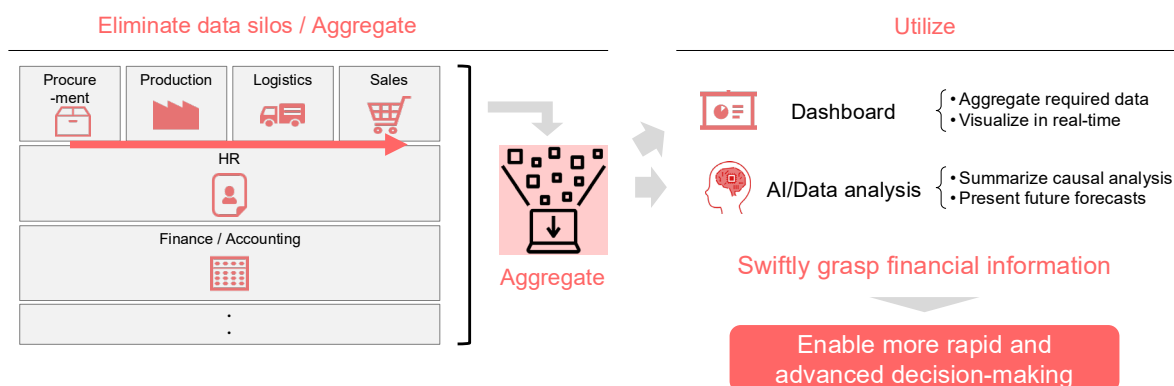 Eliminate data silos / Aggregate
Procure
-ment
Production
Logistics
Sales
HR
Finance / Accounting
:
Aggregate
Utilize
Dashboard
• Aggregate required data
• Visualize in real-time
AI/Data analysis
• Summarize causal analysis
• Present future forecasts
Swiftly grasp financial information
Enable more rapid and
advanced decision-making